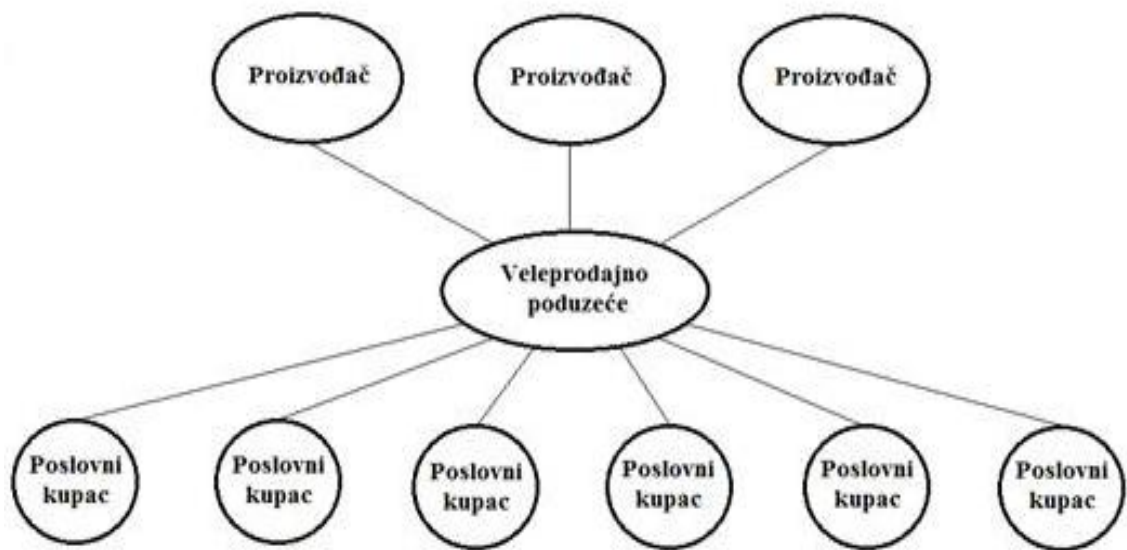 Proizvođač
Proizvođač
Proizvođač
Veleprodajno
poduzeće
Poslovni
kupac
Poslovni
kupac
Poslovni
kupac
Poslovni
kupac
Poslovni
kupac
Poslovni
kupac